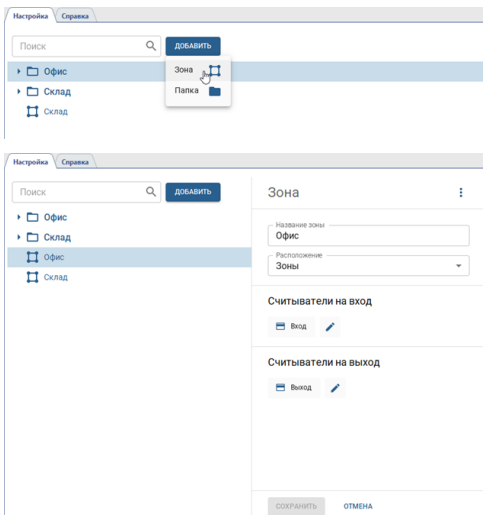 Настройка Справка
Поиск ДОБАВИТЬ
Офис
Зона
Склад
Папка
Склад
Настройка Справка
Поиск ДОБАВИТЬ
Офис
Склад
Офис
Склад
Зона
Название зоны
Офис
Расположение
Зоны
Считыватели на вход
Вход
Считыватели на выход
Выход
СОХРАНИТЬ ОТМЕНА